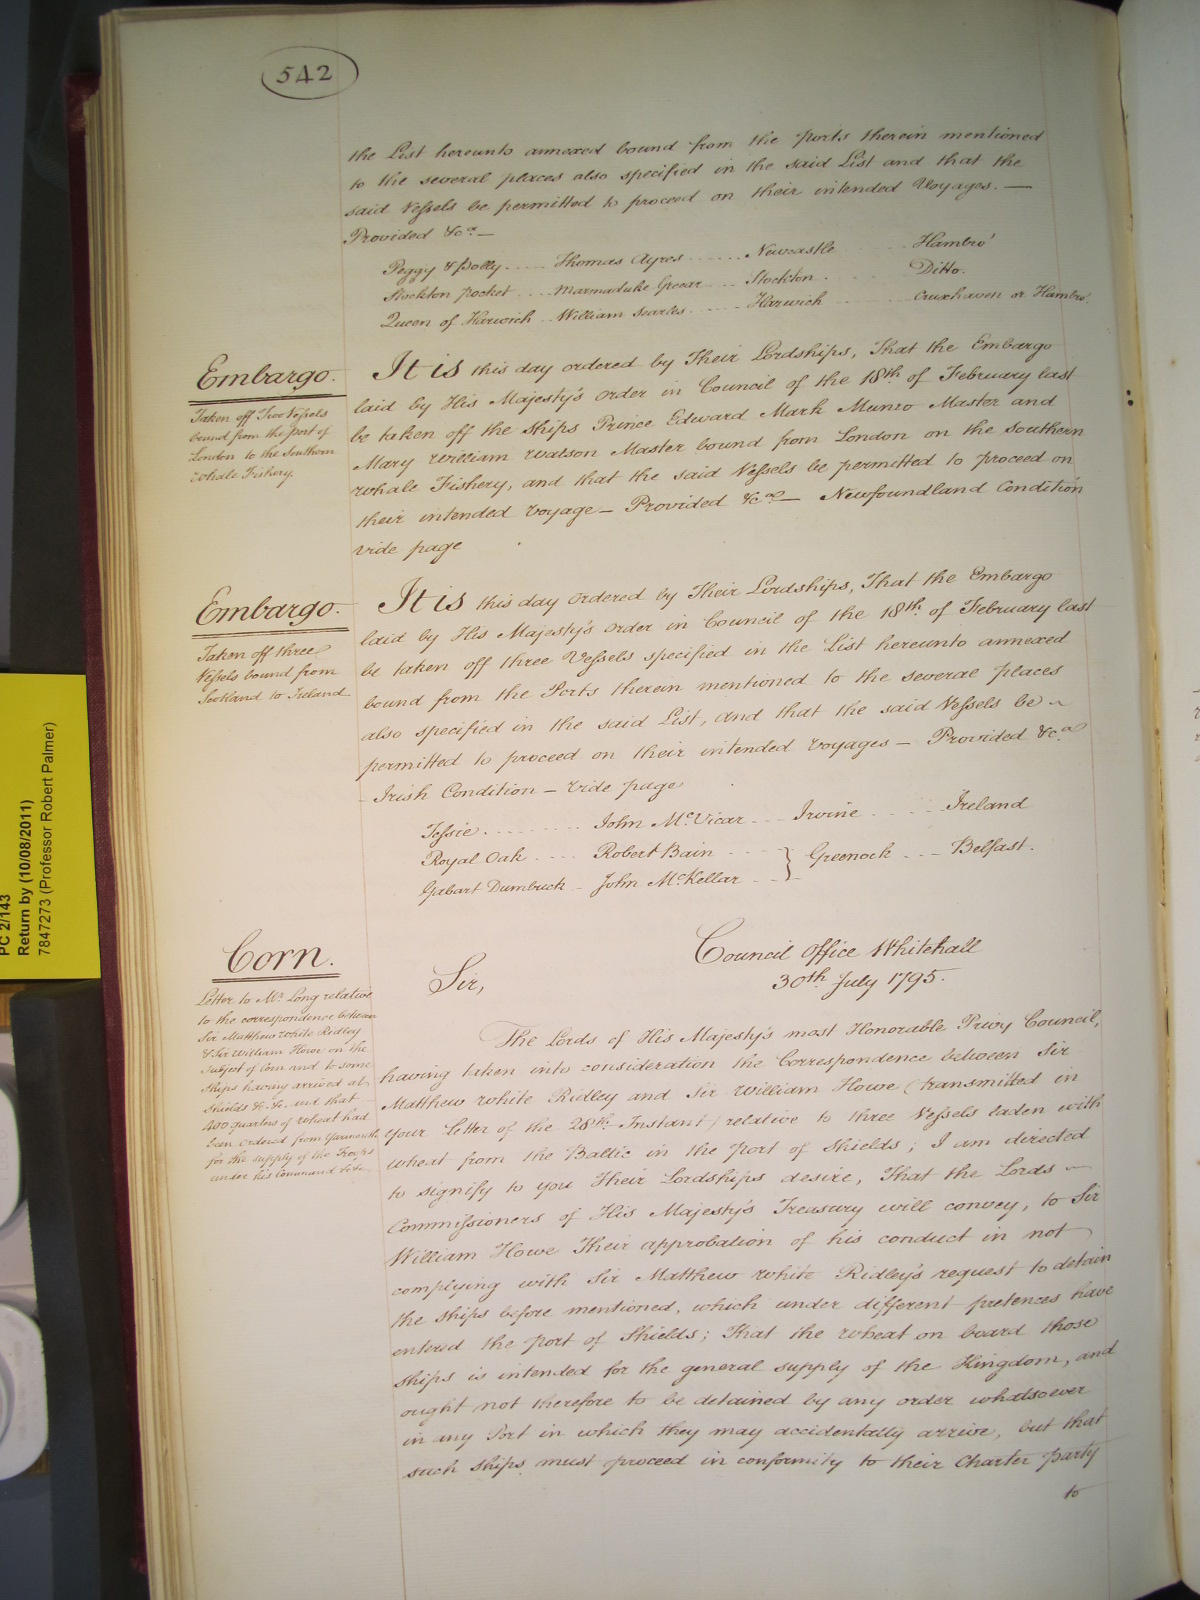 542
the List hereunto annexed bound from the Ports therein mentioned
to the several places also specified in the said List and that the
said Vessels be permitted to proceed on their intended Voyages. —
Provided &c.ª —
Peggy & Polly ..... Thomas Ayres ...... Newcastle ...... Hambro'
Stockton Pocket .... Marmaduke Grear ... Stockton ...... Ditto.
Queen of Harwich .. William Searles ...... Harwich ...... Cuxhaven or Hambro'.
Embargo.
Taken off Two Vessels
bound from the Port of
London to the Southern
Whale Fishery.
It is this day ordered by Their Lordships, That the Embargo
laid by His Majesty's Order in Council of the 18th of February last
be taken off the Ships Prince Edward Mark Munro Master and
Mary William Watson Master bound from London on the Southern
Whale Fishery, and that the said Vessels be permitted to proceed on
their intended Voyage — Provided &c.ª — Newfoundland Condition
vide page
Embargo.
Taken off three
Vessels bound from
Scotland to Ireland
It is this day ordered by Their Lordships, That the Embargo
laid by His Majesty's Order in Council of the 18th of February last
be taken off three Vessels specified in the List hereunto annexed
bound from the Ports therein mentioned to the several places
also specified in the said List, and that the said Vessels be ~
permitted to proceed on their intended Voyages — Provided &c.ª
- Irish Condition — vide page
Jessie ......... John McVicar ... Irvine ...... Ireland
Royal Oak .... Robert Bain ... } Greenock ... Belfast.
Gabart Dumbuck - John McKellar ...
Corn.
Letter to Mr. Long relative
to the correspondence between
Sir Matthew White Ridley
& Sir William Howe on the
subject of Corn and to some
Ships having arrived at
Shields &c. &c. and that
400 quarters of wheat had
been ordered from Yarmouth
for the supply of the Troops
under his Command &c. &c.
Council Office Whitehall
30th July 1795.
Sir,
The Lords of His Majesty's most Honorable Privy Council,
having taken into consideration the Correspondence between Sir
Matthew White Ridley and Sir William Howe (transmitted in
your Letter of the 28th Instant) relative to three Vessels laden with
wheat from the Baltic in the Port of Shields; I am directed
to signify to you Their Lordships desire, That the Lords ~
Commissioners of His Majesty's Treasury will convey, to Sir
William Howe Their approbation of his conduct in not
complying with Sir Matthew White Ridley's request to detain
the Ships before mentioned, which under different pretences have
entered the Port of Shields; That the wheat on board those
ships is intended for the general supply of the Kingdom, and
ought not therefore to be detained by any order whatsoever
in any Port in which they may accidentally arrive, but that
such Ships must proceed in conformity to their Charter Party
to
PC 2/143
Return by (10/08/2011)
7847273 (Professor Robert Palmer)